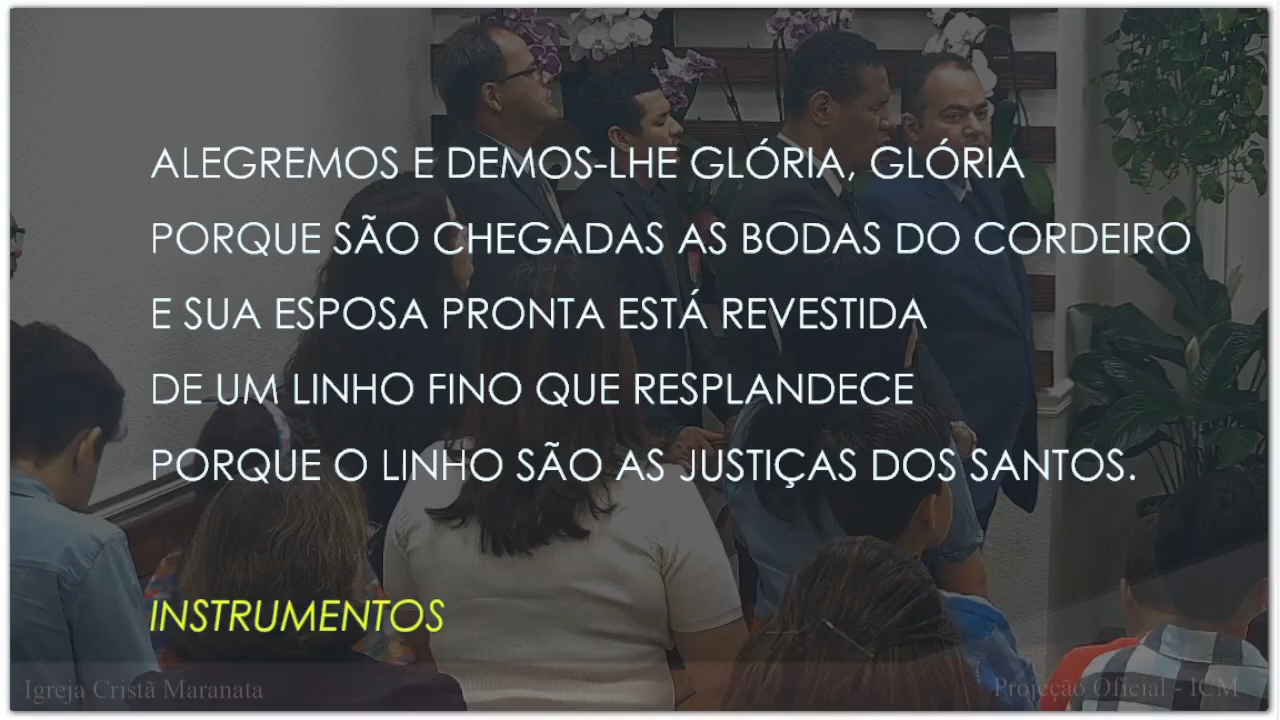 ALEGREMOS E DEMOS-LHE GLÓRIA, GLÓRIA
PORQUE SÃO CHEGADAS AS BODAS DO CORDEIRO
E SUA ESPOSA PRONTA ESTÁ REVESTIDA
DE UM LINHO FINO QUE RESPLANDECE
PORQUE O LINHO SÃO AS JUSTIÇAS DOS SANTOS.
INSTRUMENTOS
Igreja Cristã Maranata
Projeção Oficial - ICM